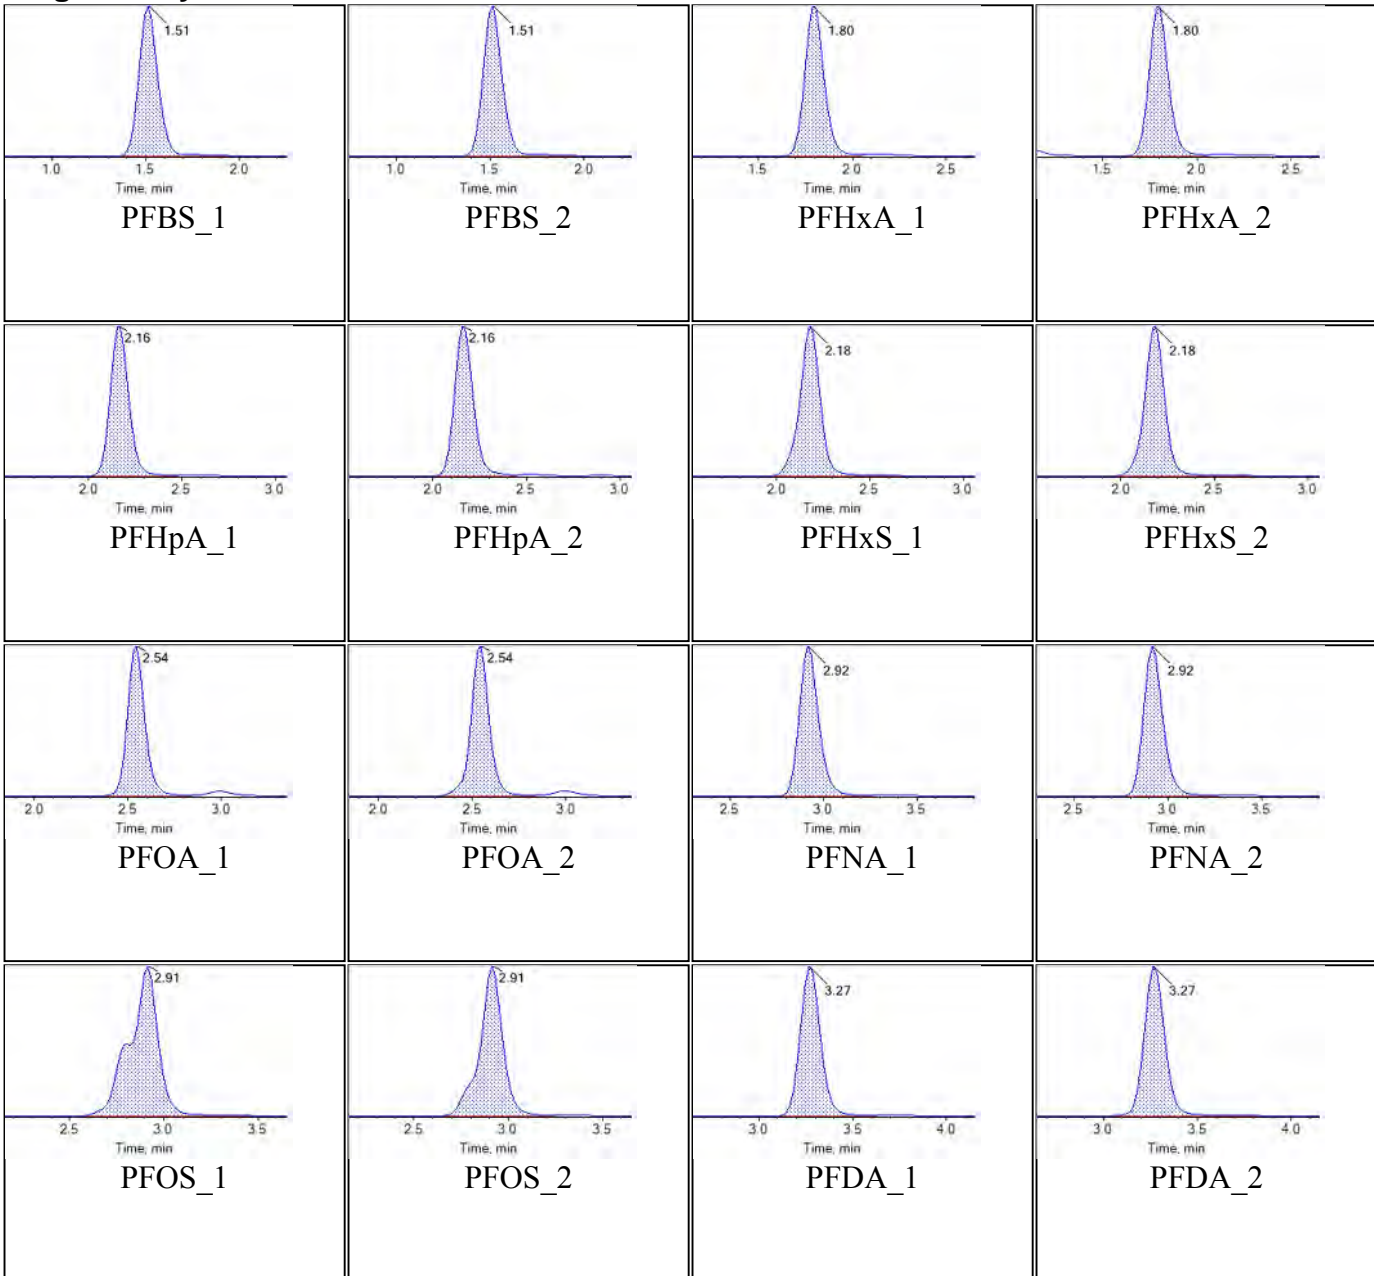 1.51
1.0 1.5 2.0
Time, min
PFBS_1
1.51
1.0 1.5 2.0
Time, min
PFBS_2
1.80
1.5 2.0 2.5
Time, min
PFHxA_1
1.80
1.5 2.0 2.5
Time, min
PFHxA_2
2.16
2.0 2.5 3.0
Time, min
PFHpA_1
2.16
2.0 2.5 3.0
Time, min
PFHpA_2
2.18
2.0 2.5 3.0
Time, min
PFHxS_1
2.18
2.0 2.5 3.0
Time, min
PFHxS_2
2.54
2.0 2.5 3.0
Time, min
PFOA_1
2.54
2.0 2.5 3.0
Time, min
PFOA_2
2.92
2.5 3.0 3.5
Time, min
PFNA_1
2.92
2.5 3.0 3.5
Time, min
PFNA_2
2.91
2.5 3.0 3.5
Time, min
PFOS_1
2.91
2.5 3.0 3.5
Time, min
PFOS_2
3.27
3.0 3.5 4.0
Time, min
PFDA_1
3.27
3.0 3.5 4.0
Time, min
PFDA_2